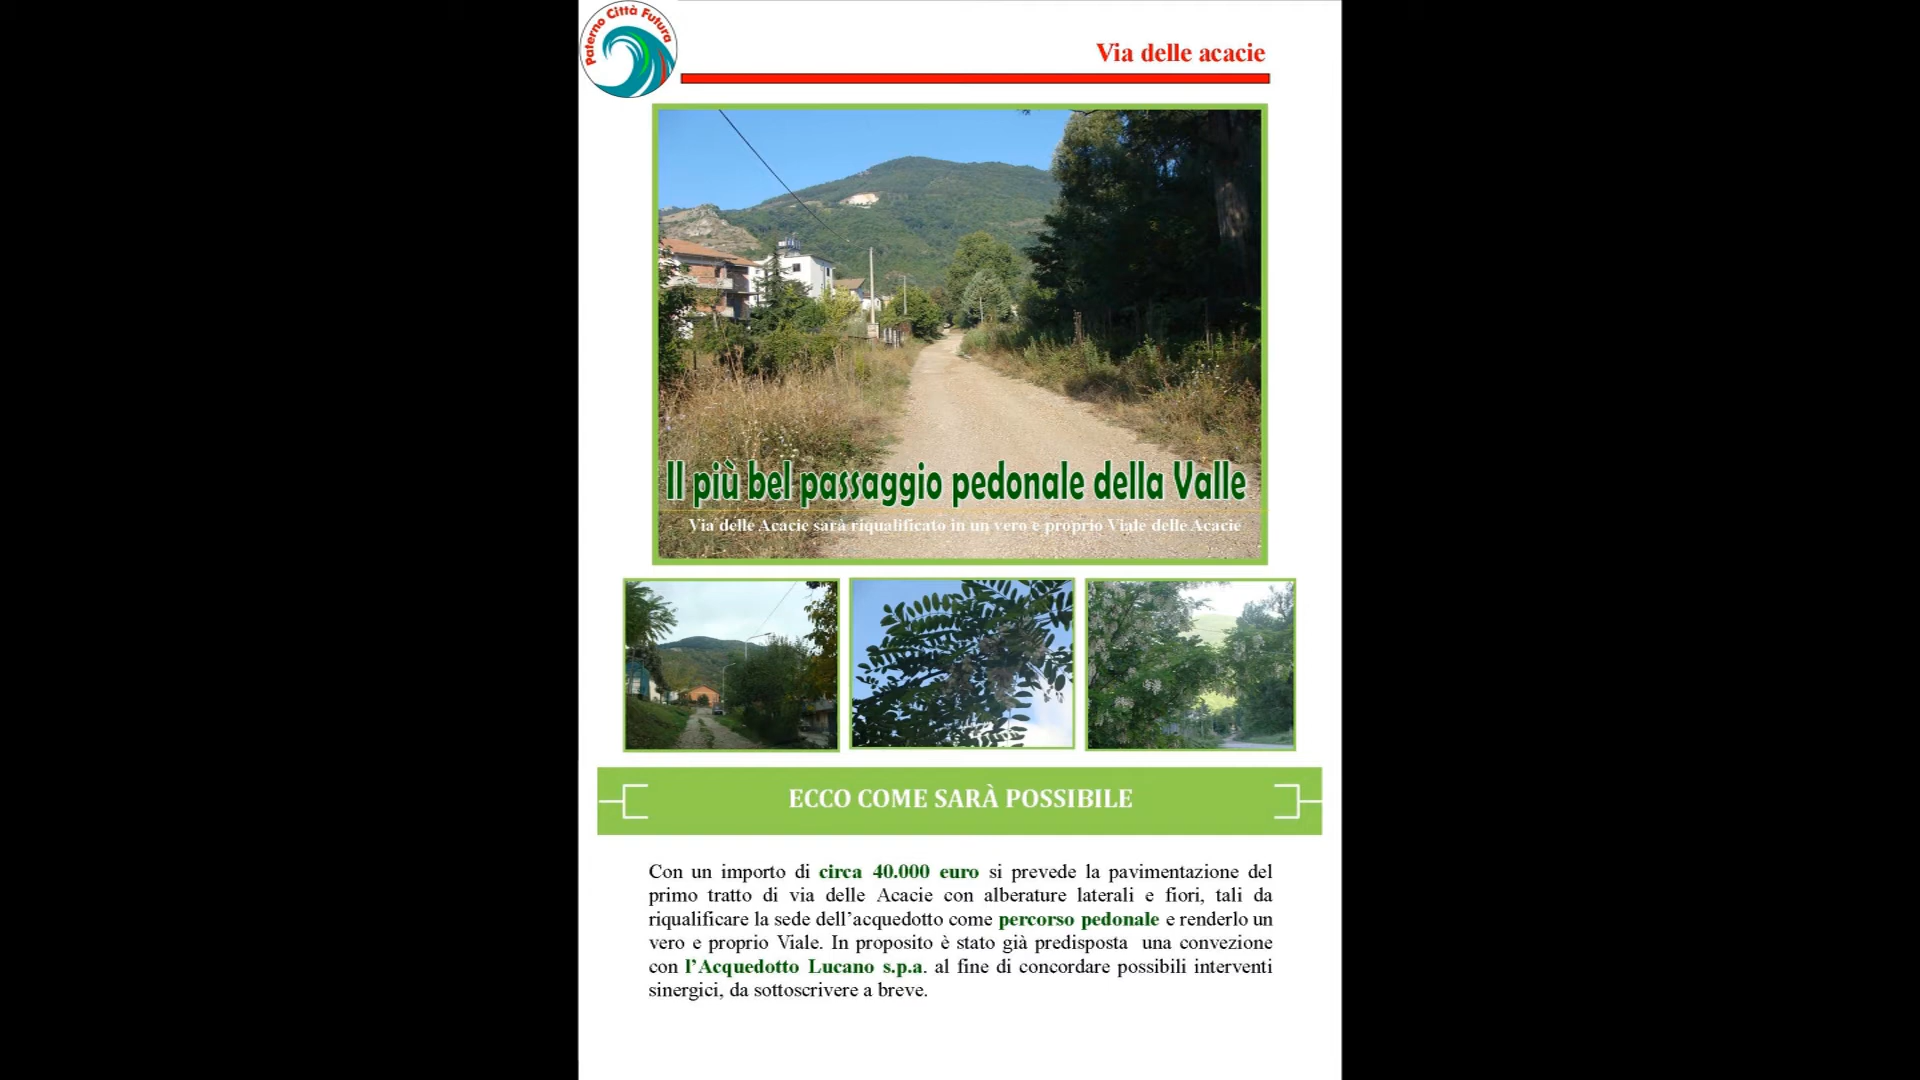 Paterno Città Futura
Via delle acacie
Il più bel passaggio pedonale della Valle
Via delle Acacie sarà riqualificato in un vero e proprio Viale delle Acacie
ECCO COME SARÀ POSSIBILE
Con un importo di circa 40.000 euro si prevede la pavimentazione del
primo tratto di via delle Acacie con alberature laterali e fiori, tali da
riqualificare la sede dell’acquedotto come percorso pedonale e renderlo un
vero e proprio Viale. In proposito è stato già predisposta una convezione
con l’Acquedotto Lucano s.p.a. al fine di concordare possibili interventi
sinergici, da sottoscrivere a breve.